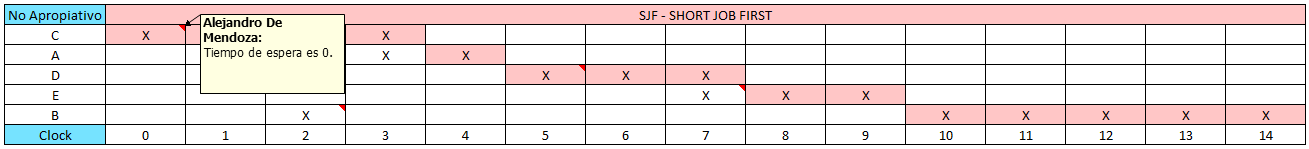 No Apropiativo SJF - SHORT JOB FIRST
C X X
A X X
D X X X
E X X X
B X X X X X X
Clock 0 1 2 3 4 5 6 7 8 9 10 11 12 13 14
Alejandro De
Mendoza:
Tiempo de espera es 0.